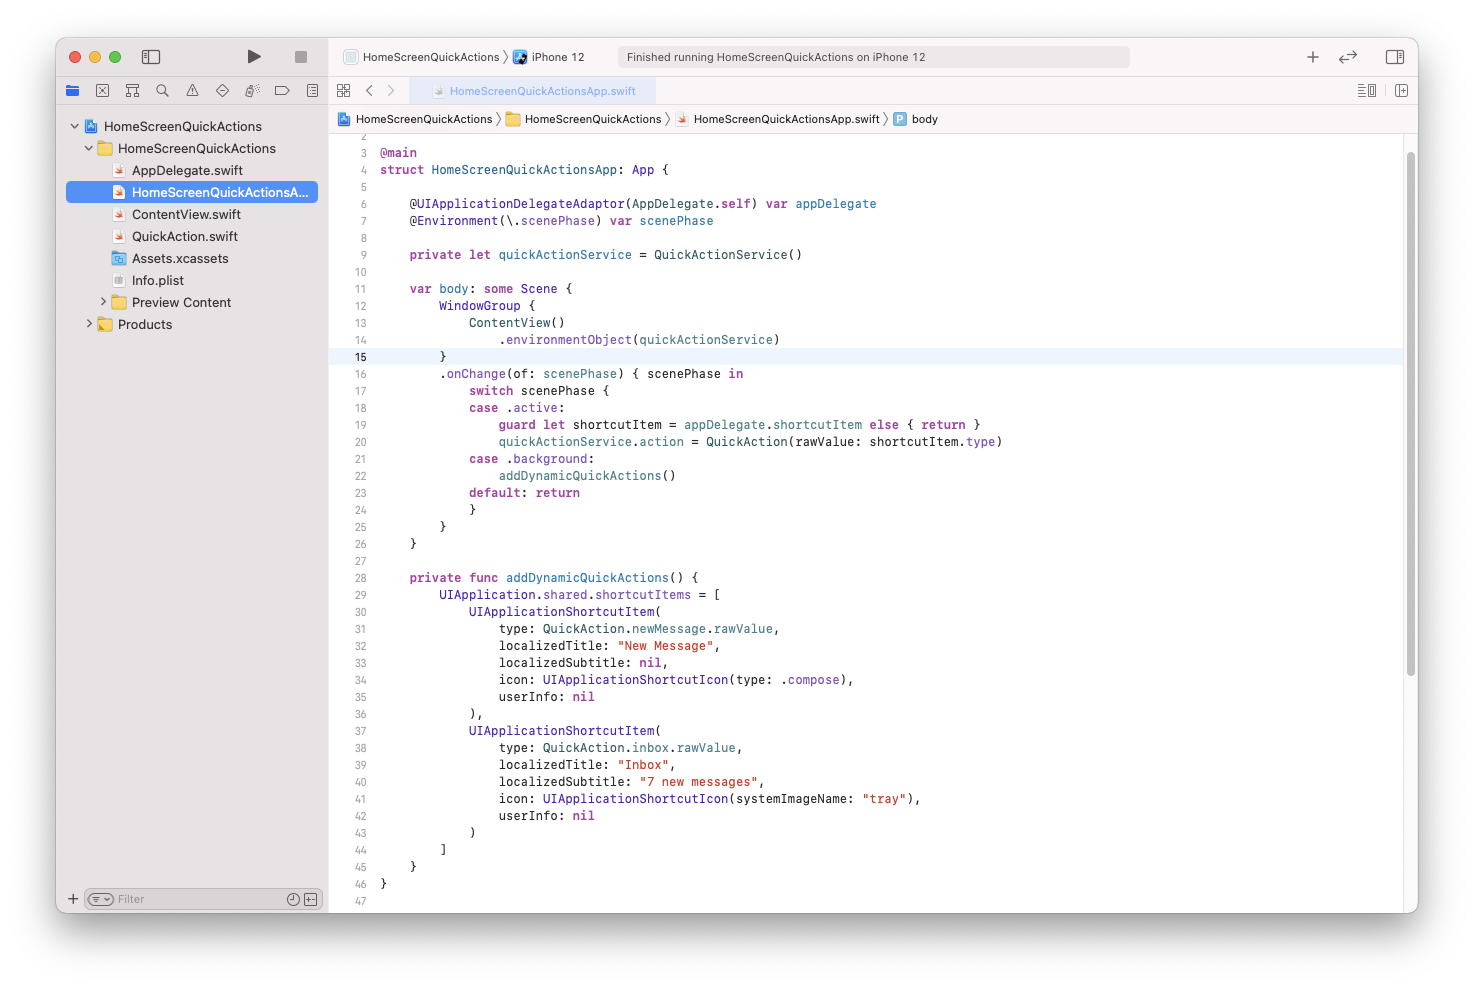 HomeScreenQuickActions iPhone 12 Finished running HomeScreenQuickActions on iPhone 12
HomeScreenQuickActionsApp.swift
HomeScreenQuickActions HomeScreenQuickActions HomeScreenQuickActionsApp.swift P body
HomeScreenQuickActions
HomeScreenQuickActions
AppDelegate.swift
HomeScreenQuickActionsA...
ContentView.swift
QuickAction.swift
Assets.xcassets
Info.plist
Preview Content
Products
Filter
2
3 @main
4 struct HomeScreenQuickActionsApp: App {
5
6 @UIApplicationDelegateAdaptor(AppDelegate.self) var appDelegate
7 @Environment(\.scenePhase) var scenePhase
8
9 private let quickActionService = QuickActionService()
10
11 var body: some Scene {
12 WindowGroup {
13 ContentView()
14 .environmentObject(quickActionService)
15 }
16 .onChange(of: scenePhase) { scenePhase in
17 switch scenePhase {
18 case .active:
19 guard let shortcutItem = appDelegate.shortcutItem else { return }
20 quickActionService.action = QuickAction(rawValue: shortcutItem.type)
21 case .background:
22 addDynamicQuickActions()
23 default: return
24 }
25 }
26 }
27
28 private func addDynamicQuickActions() {
29 UIApplication.shared.shortcutItems = [
30 UIApplicationShortcutItem(
31 type: QuickAction.newMessage.rawValue,
32 localizedTitle: "New Message",
33 localizedSubtitle: nil,
34 icon: UIApplicationShortcutIcon(type: .compose),
35 userInfo: nil
36 ),
37 UIApplicationShortcutItem(
38 type: QuickAction.inbox.rawValue,
39 localizedTitle: "Inbox",
40 localizedSubtitle: "7 new messages",
41 icon: UIApplicationShortcutIcon(systemImageName: "tray"),
42 userInfo: nil
43 )
44 ]
45 }
46 }
47